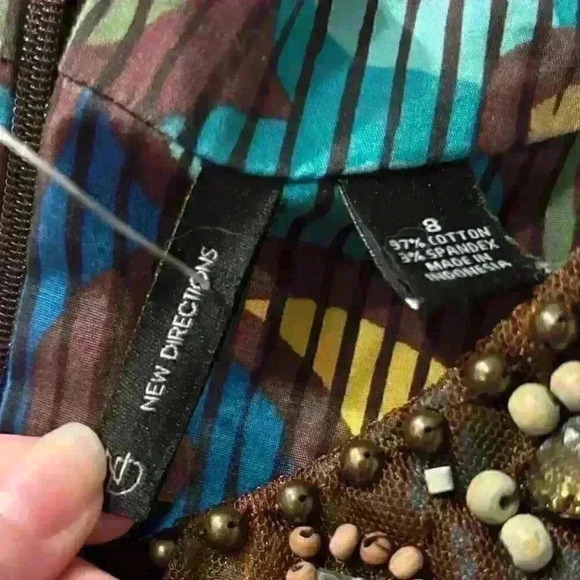 NEW DIRECTIONS
8
97% COTTON
3% SPANDEX
MADE IN
INDONESIA